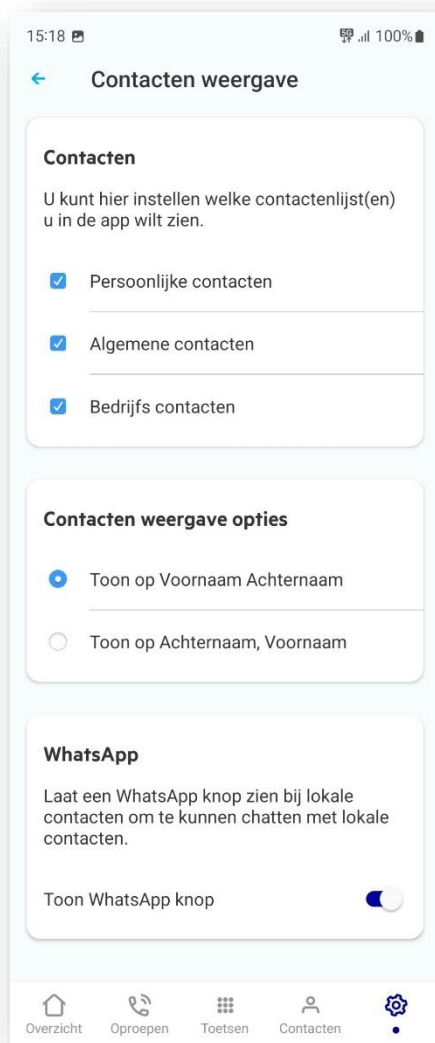 15:18 5G 100%
Contacten weergave
Contacten
U kunt hier instellen welke contactenlijst(en)
u in de app wilt zien.
Persoonlijke contacten
Algemene contacten
Bedrijfs contacten
Contacten weergave opties
Toon op Voornaam Achternaam
Toon op Achternaam, Voornaam
WhatsApp
Laat een WhatsApp knop zien bij lokale
contacten om te kunnen chatten met lokale
contacten.
Toon WhatsApp knop
Overzicht Oproepen Toetsen Contacten